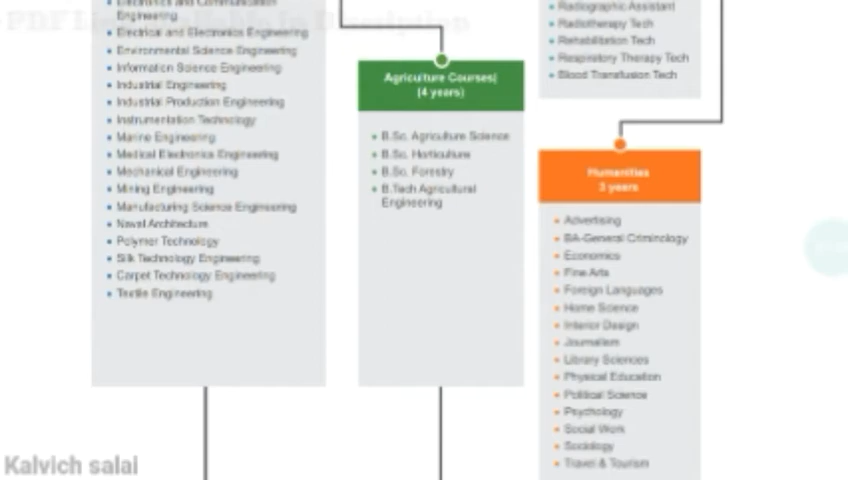 Electronics and Communication
Engineering
Electrical and Electronics Engineering
Environmental Science Engineering
Information Science Engineering
Industrial Engineering
Industrial Production Engineering
Instrumentation Technology
Marine Engineering
Medical Electronics Engineering
Mechanical Engineering
Mining Engineering
Manufacturing Science Engineering
Naval Architecture
Polymer Technology
Silk Technology Engineering
Carpet Technology Engineering
Textile Engineering
Agriculture Courses|
(4 years)
B.Sc. Agriculture Science
B.Sc. Horticulture
B.Sc. Forestry
B.Tech Agricultural
Engineering
Radiographic Assistant
Radiotherapy Tech
Rehabilitation Tech
Respiratory Therapy Tech
Blood Transfusion Tech
Humanities
3 years
Advertising
BA-General Criminology
Economics
Fine Arts
Foreign Languages
Home Science
Interior Design
Journalism
Library Sciences
Physical Education
Political Science
Psychology
Social Work
Sociology
Travel & Tourism
Kalvich salai